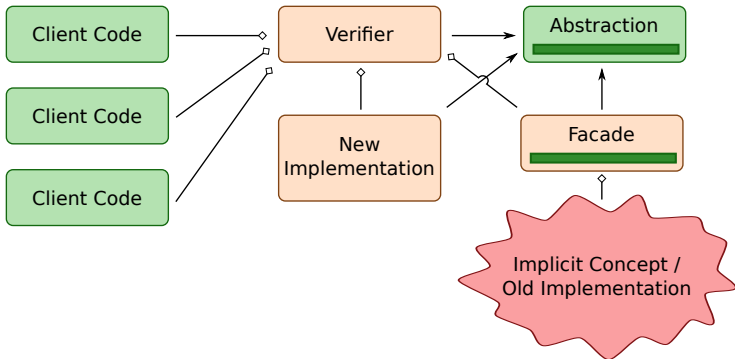 Client Code
Verifier
Abstraction
Client Code
New
Implementation
Facade
Client Code
Implicit Concept /
Old Implementation